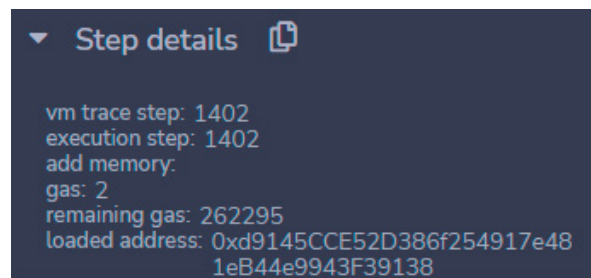 Step details
vm trace step: 1402
execution step: 1402
add memory:
gas: 2
remaining gas: 262295
loaded address: 0xd9145CCE52D386f254917e48
1eB44e9943F39138